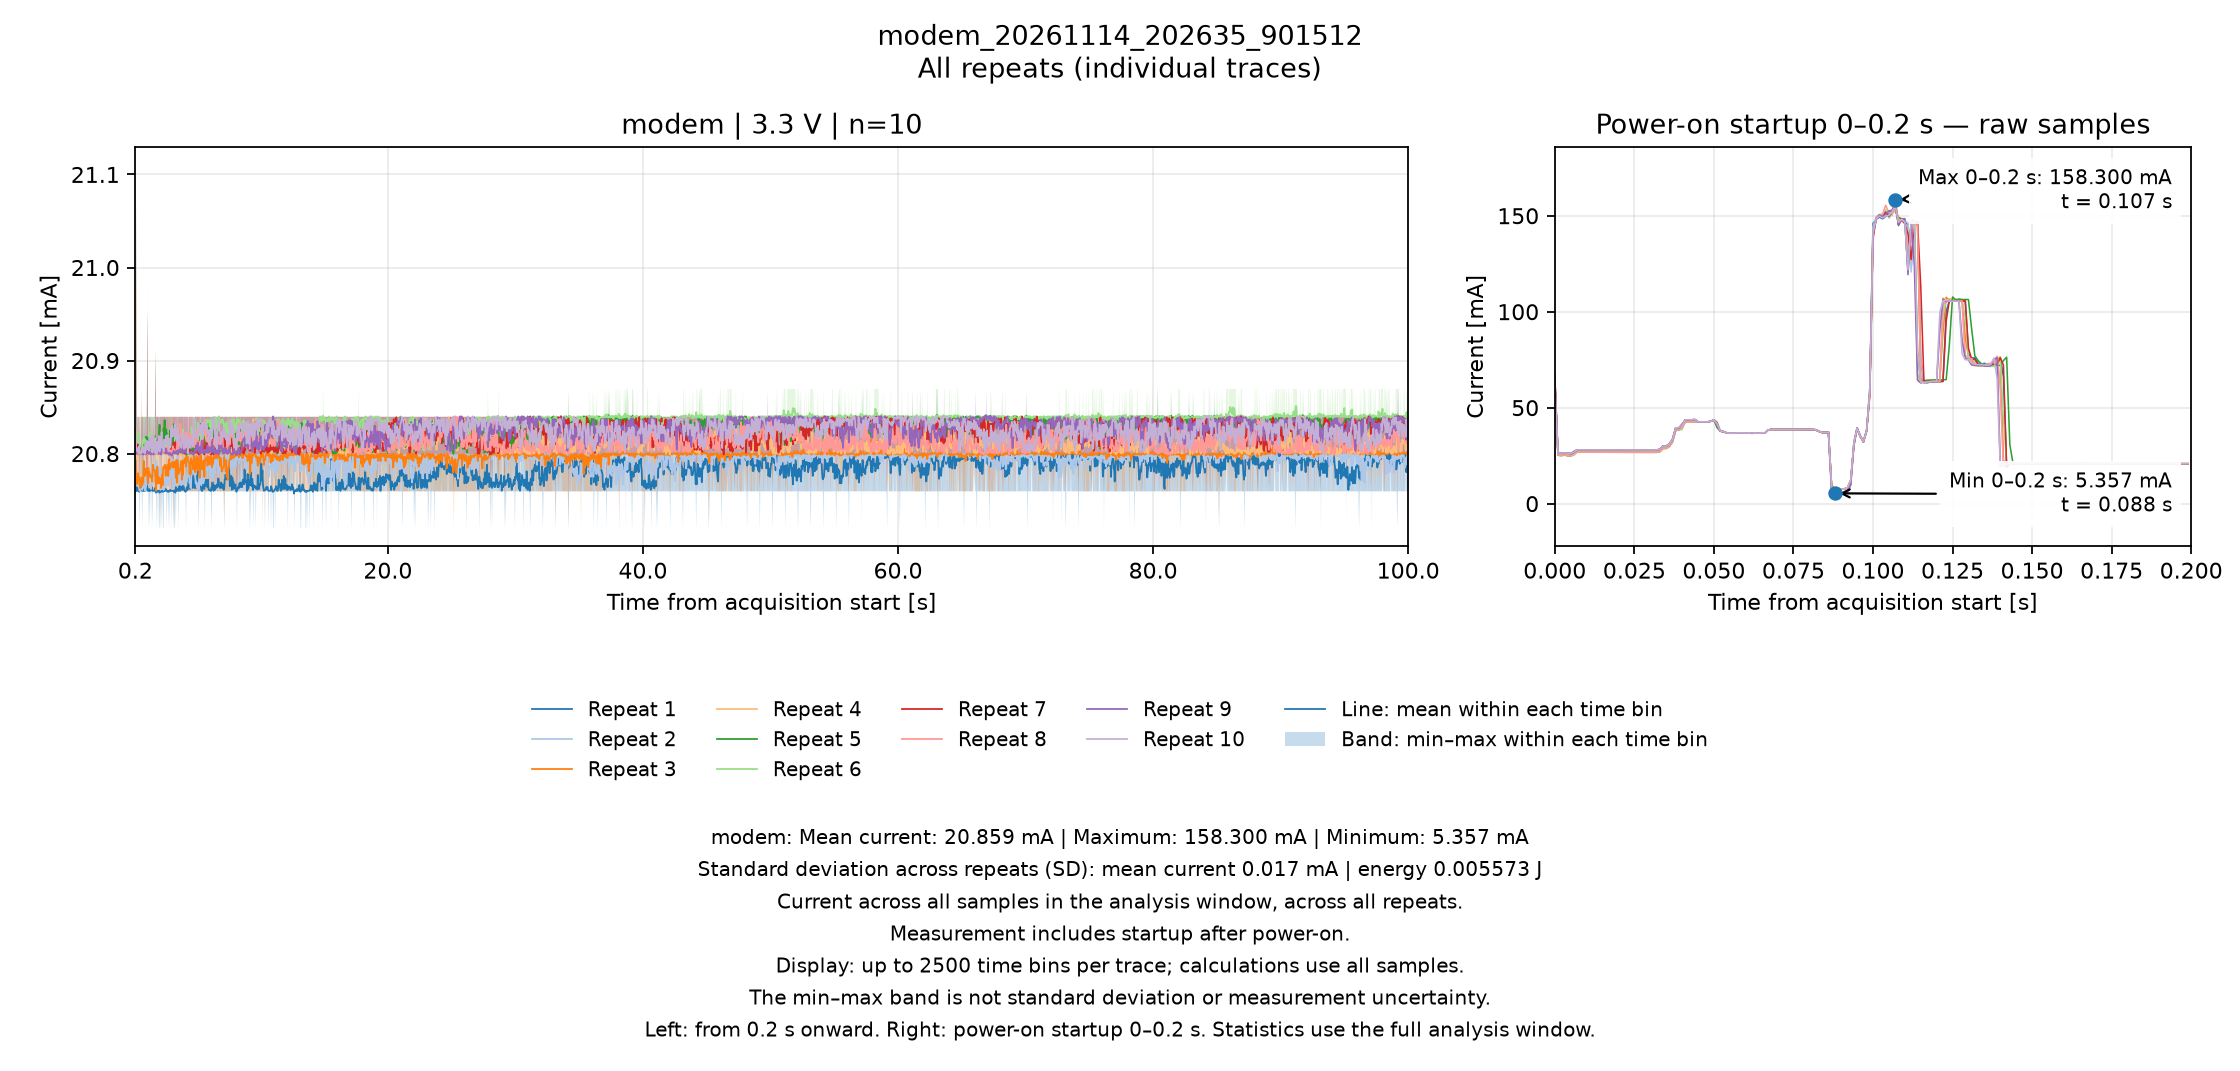 modem_20261114_202635_901512
All repeats (individual traces)
modem | 3.3 V | n=10
21.1
21.0
20.9
20.8
Current [mA]
0.2
20.0
40.0
60.0
80.0
100.0
Time from acquisition start [s]
Power-on startup 0–0.2 s — raw samples
150
100
50
0
Current [mA]
Max 0–0.2 s: 158.300 mA
t = 0.107 s
Min 0–0.2 s: 5.357 mA
t = 0.088 s
0.000
0.025
0.050
0.075
0.100
0.125
0.150
0.175
0.200
Time from acquisition start [s]
Repeat 1
Repeat 2
Repeat 3
Repeat 4
Repeat 5
Repeat 6
Repeat 7
Repeat 8
Repeat 9
Repeat 10
Line: mean within each time bin
Band: min–max within each time bin
modem: Mean current: 20.859 mA | Maximum: 158.300 mA | Minimum: 5.357 mA
Standard deviation across repeats (SD): mean current 0.017 mA | energy 0.005573 J
Current across all samples in the analysis window, across all repeats.
Measurement includes startup after power-on.
Display: up to 2500 time bins per trace; calculations use all samples.
The min–max band is not standard deviation or measurement uncertainty.
Left: from 0.2 s onward. Right: power-on startup 0–0.2 s. Statistics use the full analysis window.